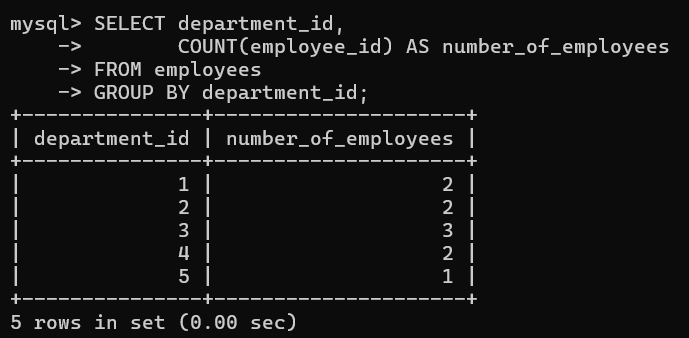 mysql> SELECT department_id,
    ->        COUNT(employee_id) AS number_of_employees
    -> FROM employees
    -> GROUP BY department_id;
+---------------+---------------------+
| department_id | number_of_employees |
+---------------+---------------------+
|             1 |                   2 |
|             2 |                   2 |
|             3 |                   3 |
|             4 |                   2 |
|             5 |                   1 |
+---------------+---------------------+
5 rows in set (0.00 sec)